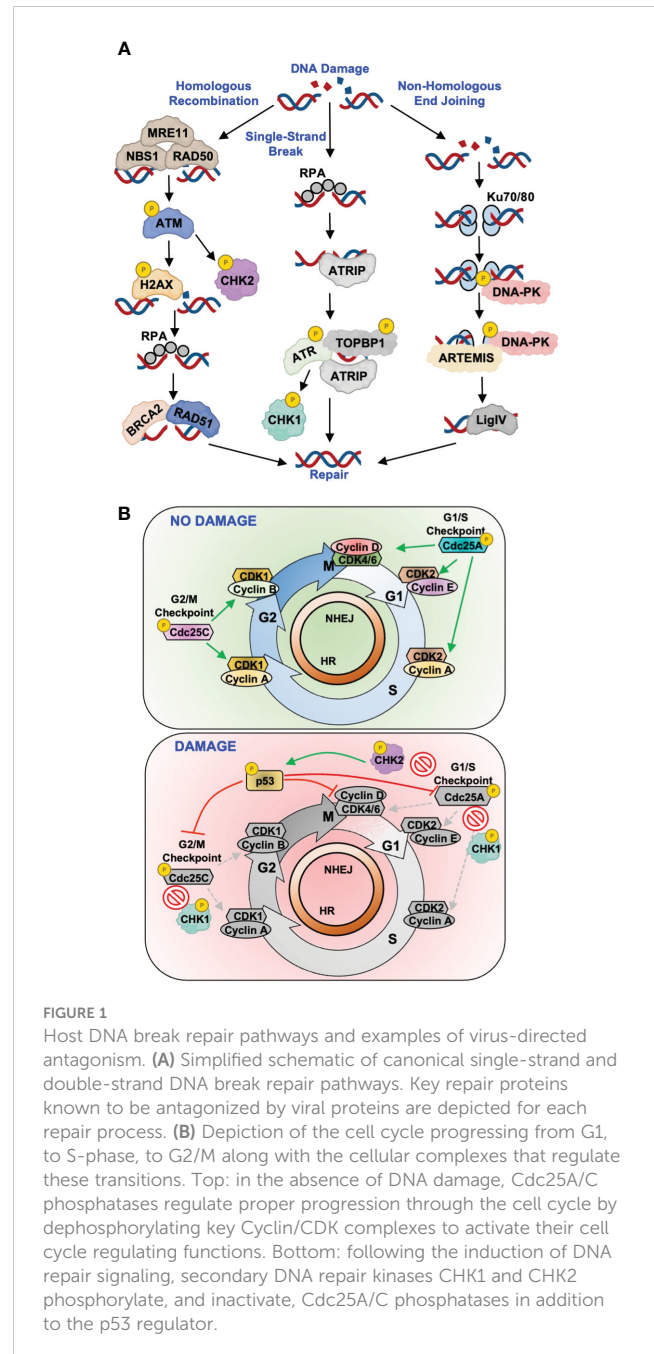 A
DNA Damage
Homologous
Recombination
Non-Homologous
End Joining
Single-Strand
Break
MRE11
NBS1
RAD50
RPA
Ku70/80
P
ATM
P
H2AX
P
CHK2
ATRIP
P
DNA-PK
RPA
P
ATR
P
TOPBP1
ATRIP
P
DNA-PK
ARTEMIS
P
CHK1
BRCA2
RAD51
LigIV
Repair
B
NO DAMAGE
G1/S
Checkpoint
P
Cdc25A
Cyclin D
CDK4/6
M
CDK1
Cyclin B
CDK2
Cyclin E
G1
G2/M
Checkpoint
P
Cdc25C
G2
NHEJ
HR
CDK1
Cyclin A
CDK2
Cyclin A
S
DAMAGE
P
CHK2
P
p53
G1/S
Checkpoint
Cdc25A
P
Cyclin D
CDK4/6
M
CDK1
Cyclin B
CDK2
Cyclin E
G1
P
CHK1
G2/M
Checkpoint
P
Cdc25C
G2
NHEJ
HR
P
CHK1
CDK1
Cyclin A
CDK2
Cyclin A
S
FIGURE 1
Host DNA break repair pathways and examples of virus-directed
antagonism. (A) Simplified schematic of canonical single-strand and
double-strand DNA break repair pathways. Key repair proteins
known to be antagonized by viral proteins are depicted for each
repair process. (B) Depiction of the cell cycle progressing from G1,
to S-phase, to G2/M along with the cellular complexes that regulate
these transitions. Top: in the absence of DNA damage, Cdc25A/C
phosphatases regulate proper progression through the cell cycle by
dephosphorylating key Cyclin/CDK complexes to activate their cell
cycle regulating functions. Bottom: following the induction of DNA
repair signaling, secondary DNA repair kinases CHK1 and CHK2
phosphorylate, and inactivate, Cdc25A/C phosphatases in addition
to the p53 regulator.